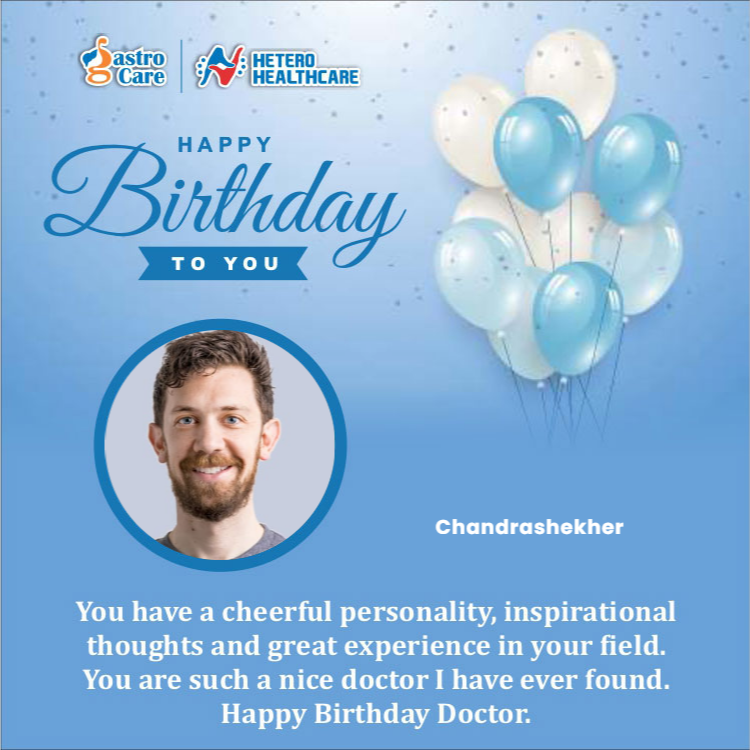 Gastro Care
HETERO HEALTHCARE
HAPPY
Birthday
TO YOU
Chandrashekher
You have a cheerful personality, inspirational
thoughts and great experience in your field.
You are such a nice doctor I have ever found.
Happy Birthday Doctor.